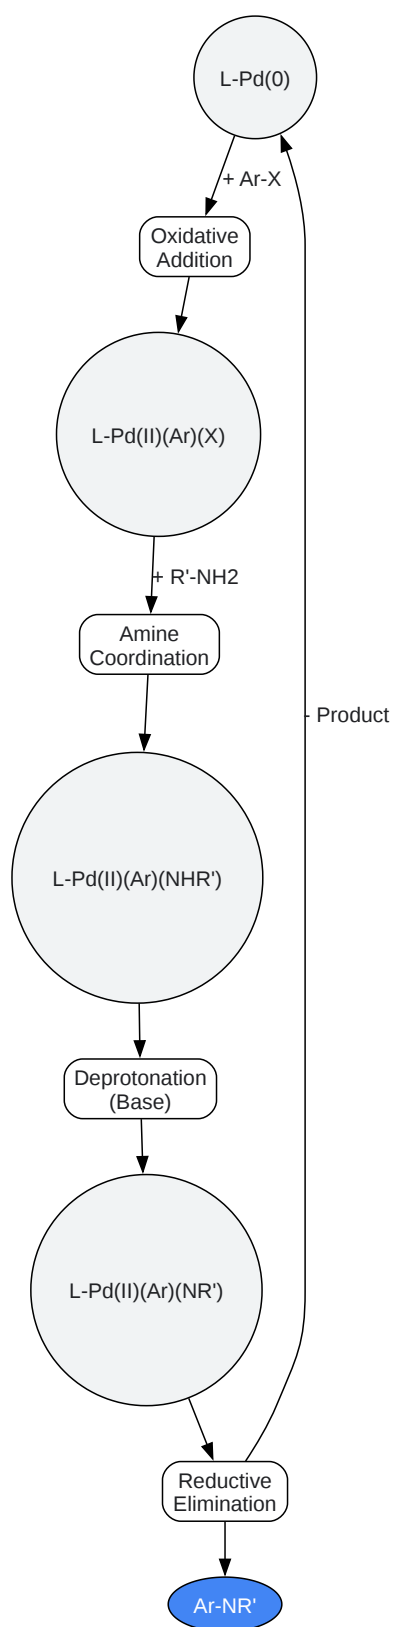 L-Pd(0)
+ Ar-X
Oxidative
Addition
L-Pd(II)(Ar)(X)
+ R'-NH2
Amine
Coordination
- Product
L-Pd(II)(Ar)(NHR')
Deprotonation
(Base)
L-Pd(II)(Ar)(NR')
Reductive
Elimination
Ar-NR'